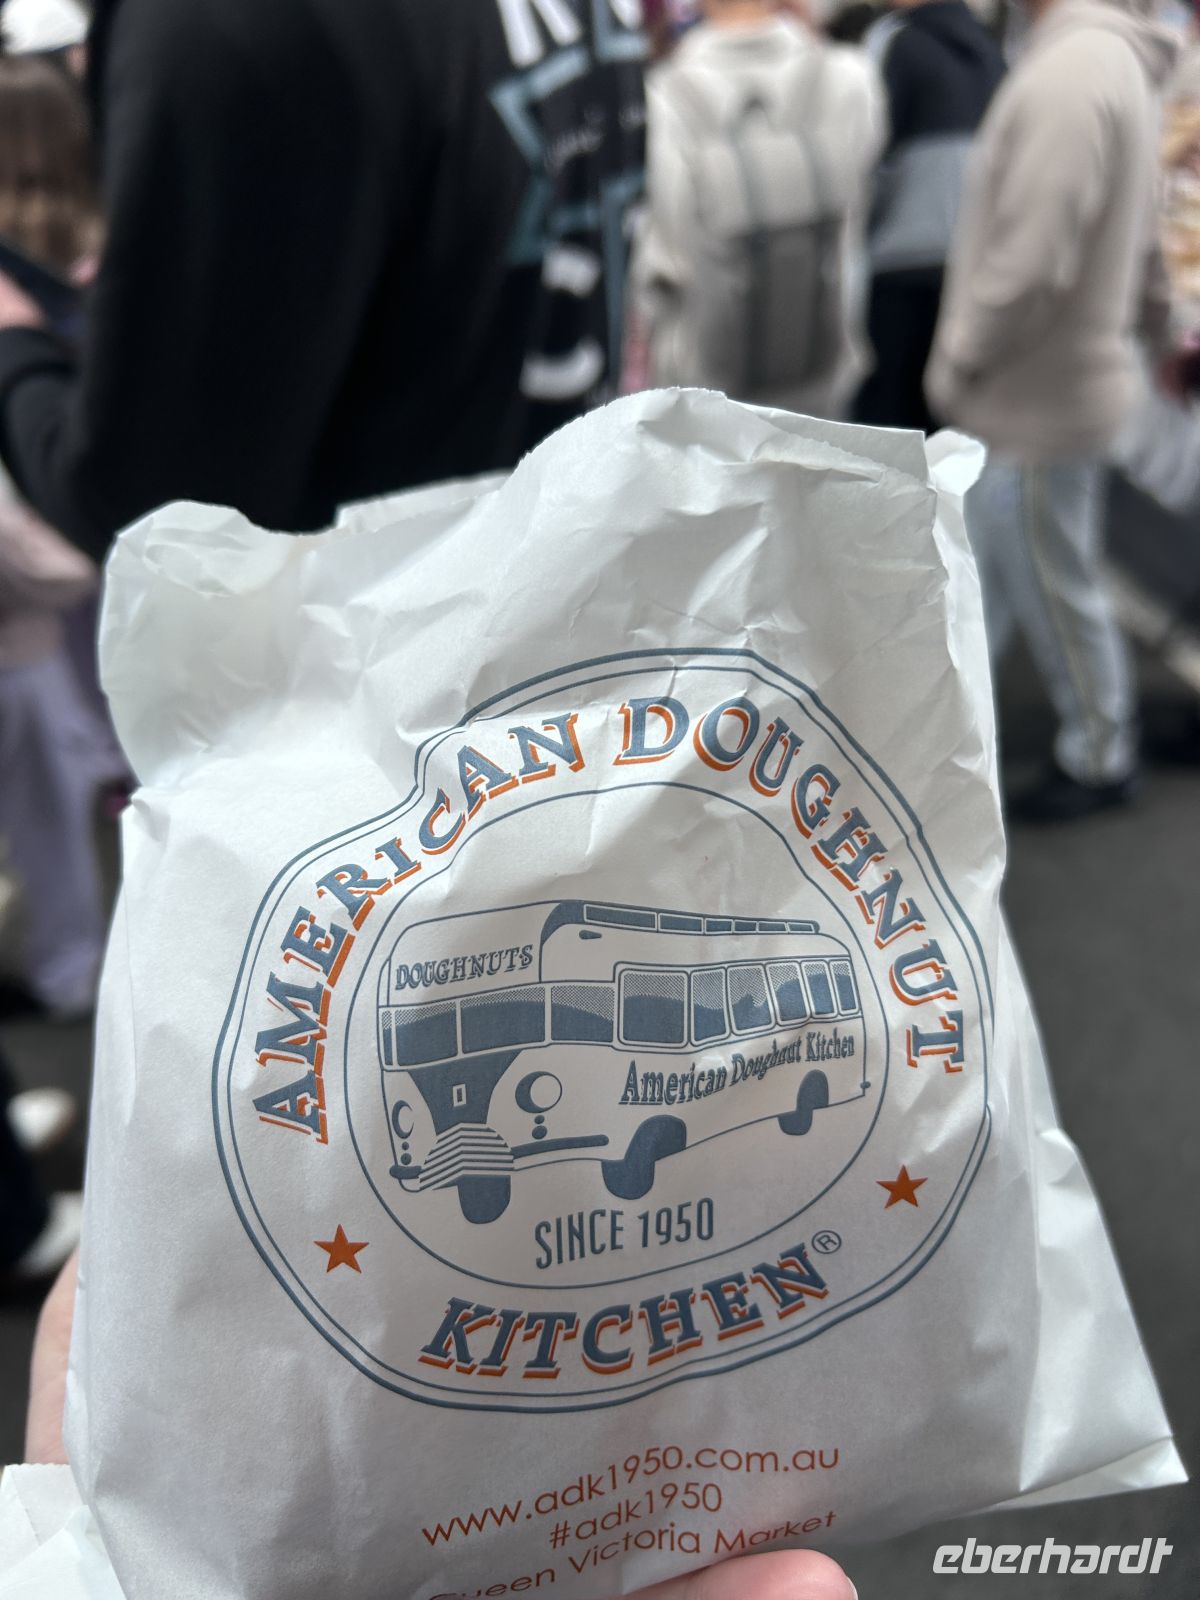 AMERICAN DOUGHNUT
DOUGHNUTS
American Doughnut Kitchen
SINCE 1950
KITCHEN®
www.adk1950.com.au
#adk1950
Queen Victoria Market
eberhardt